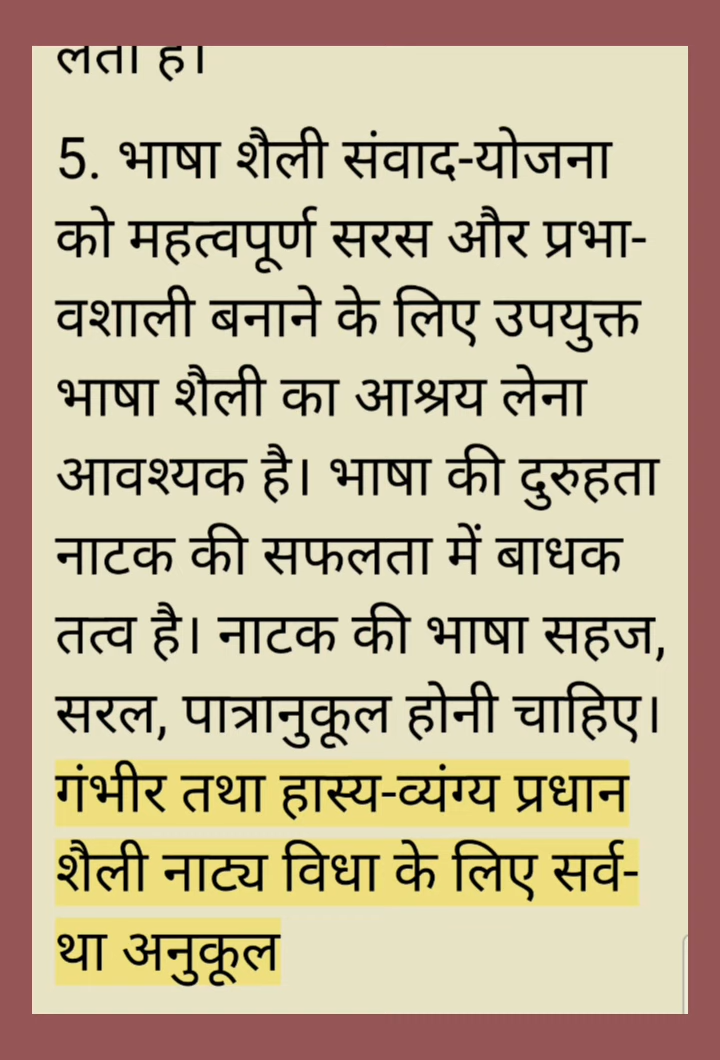 लता है।
5. भाषा शैली संवाद-योजना
को महत्वपूर्ण सरस और प्रभा-
वशाली बनाने के लिए उपयुक्त
भाषा शैली का आश्रय लेना
आवश्यक है। भाषा की दुरुहता
नाटक की सफलता में बाधक
तत्व है। नाटक की भाषा सहज,
सरल, पात्रानुकूल होनी चाहिए।
गंभीर तथा हास्य-व्यंग्य प्रधान
शैली नाट्य विधा के लिए सर्व-
था अनुकूल